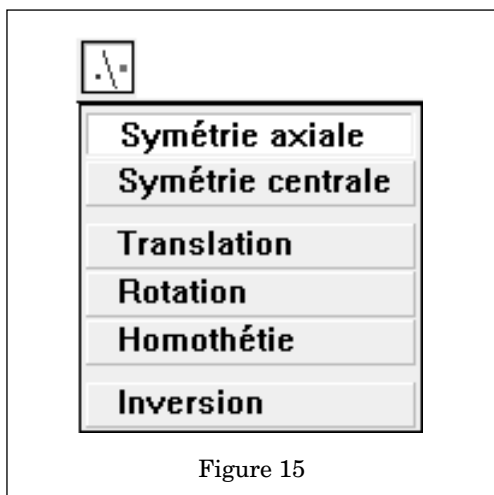 Symétrie axiale
Symétrie centrale
Translation
Rotation
Homothétie
Inversion
Figure 15